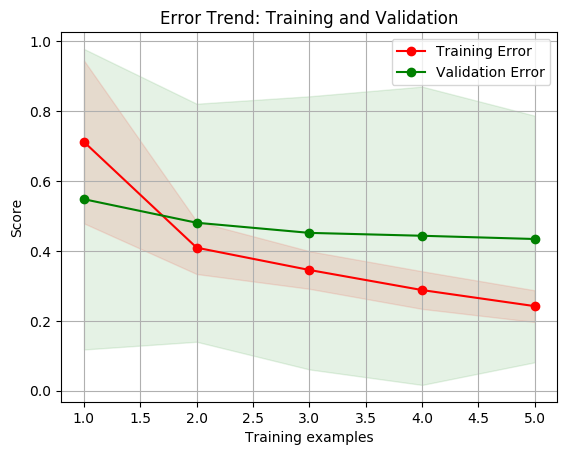 Error Trend: Training and Validation
1.0
0.8
0.6
0.4
0.2
0.0
Score
Training Error
Validation Error
1.0 1.5 2.0 2.5 3.0 3.5 4.0 4.5 5.0
Training examples